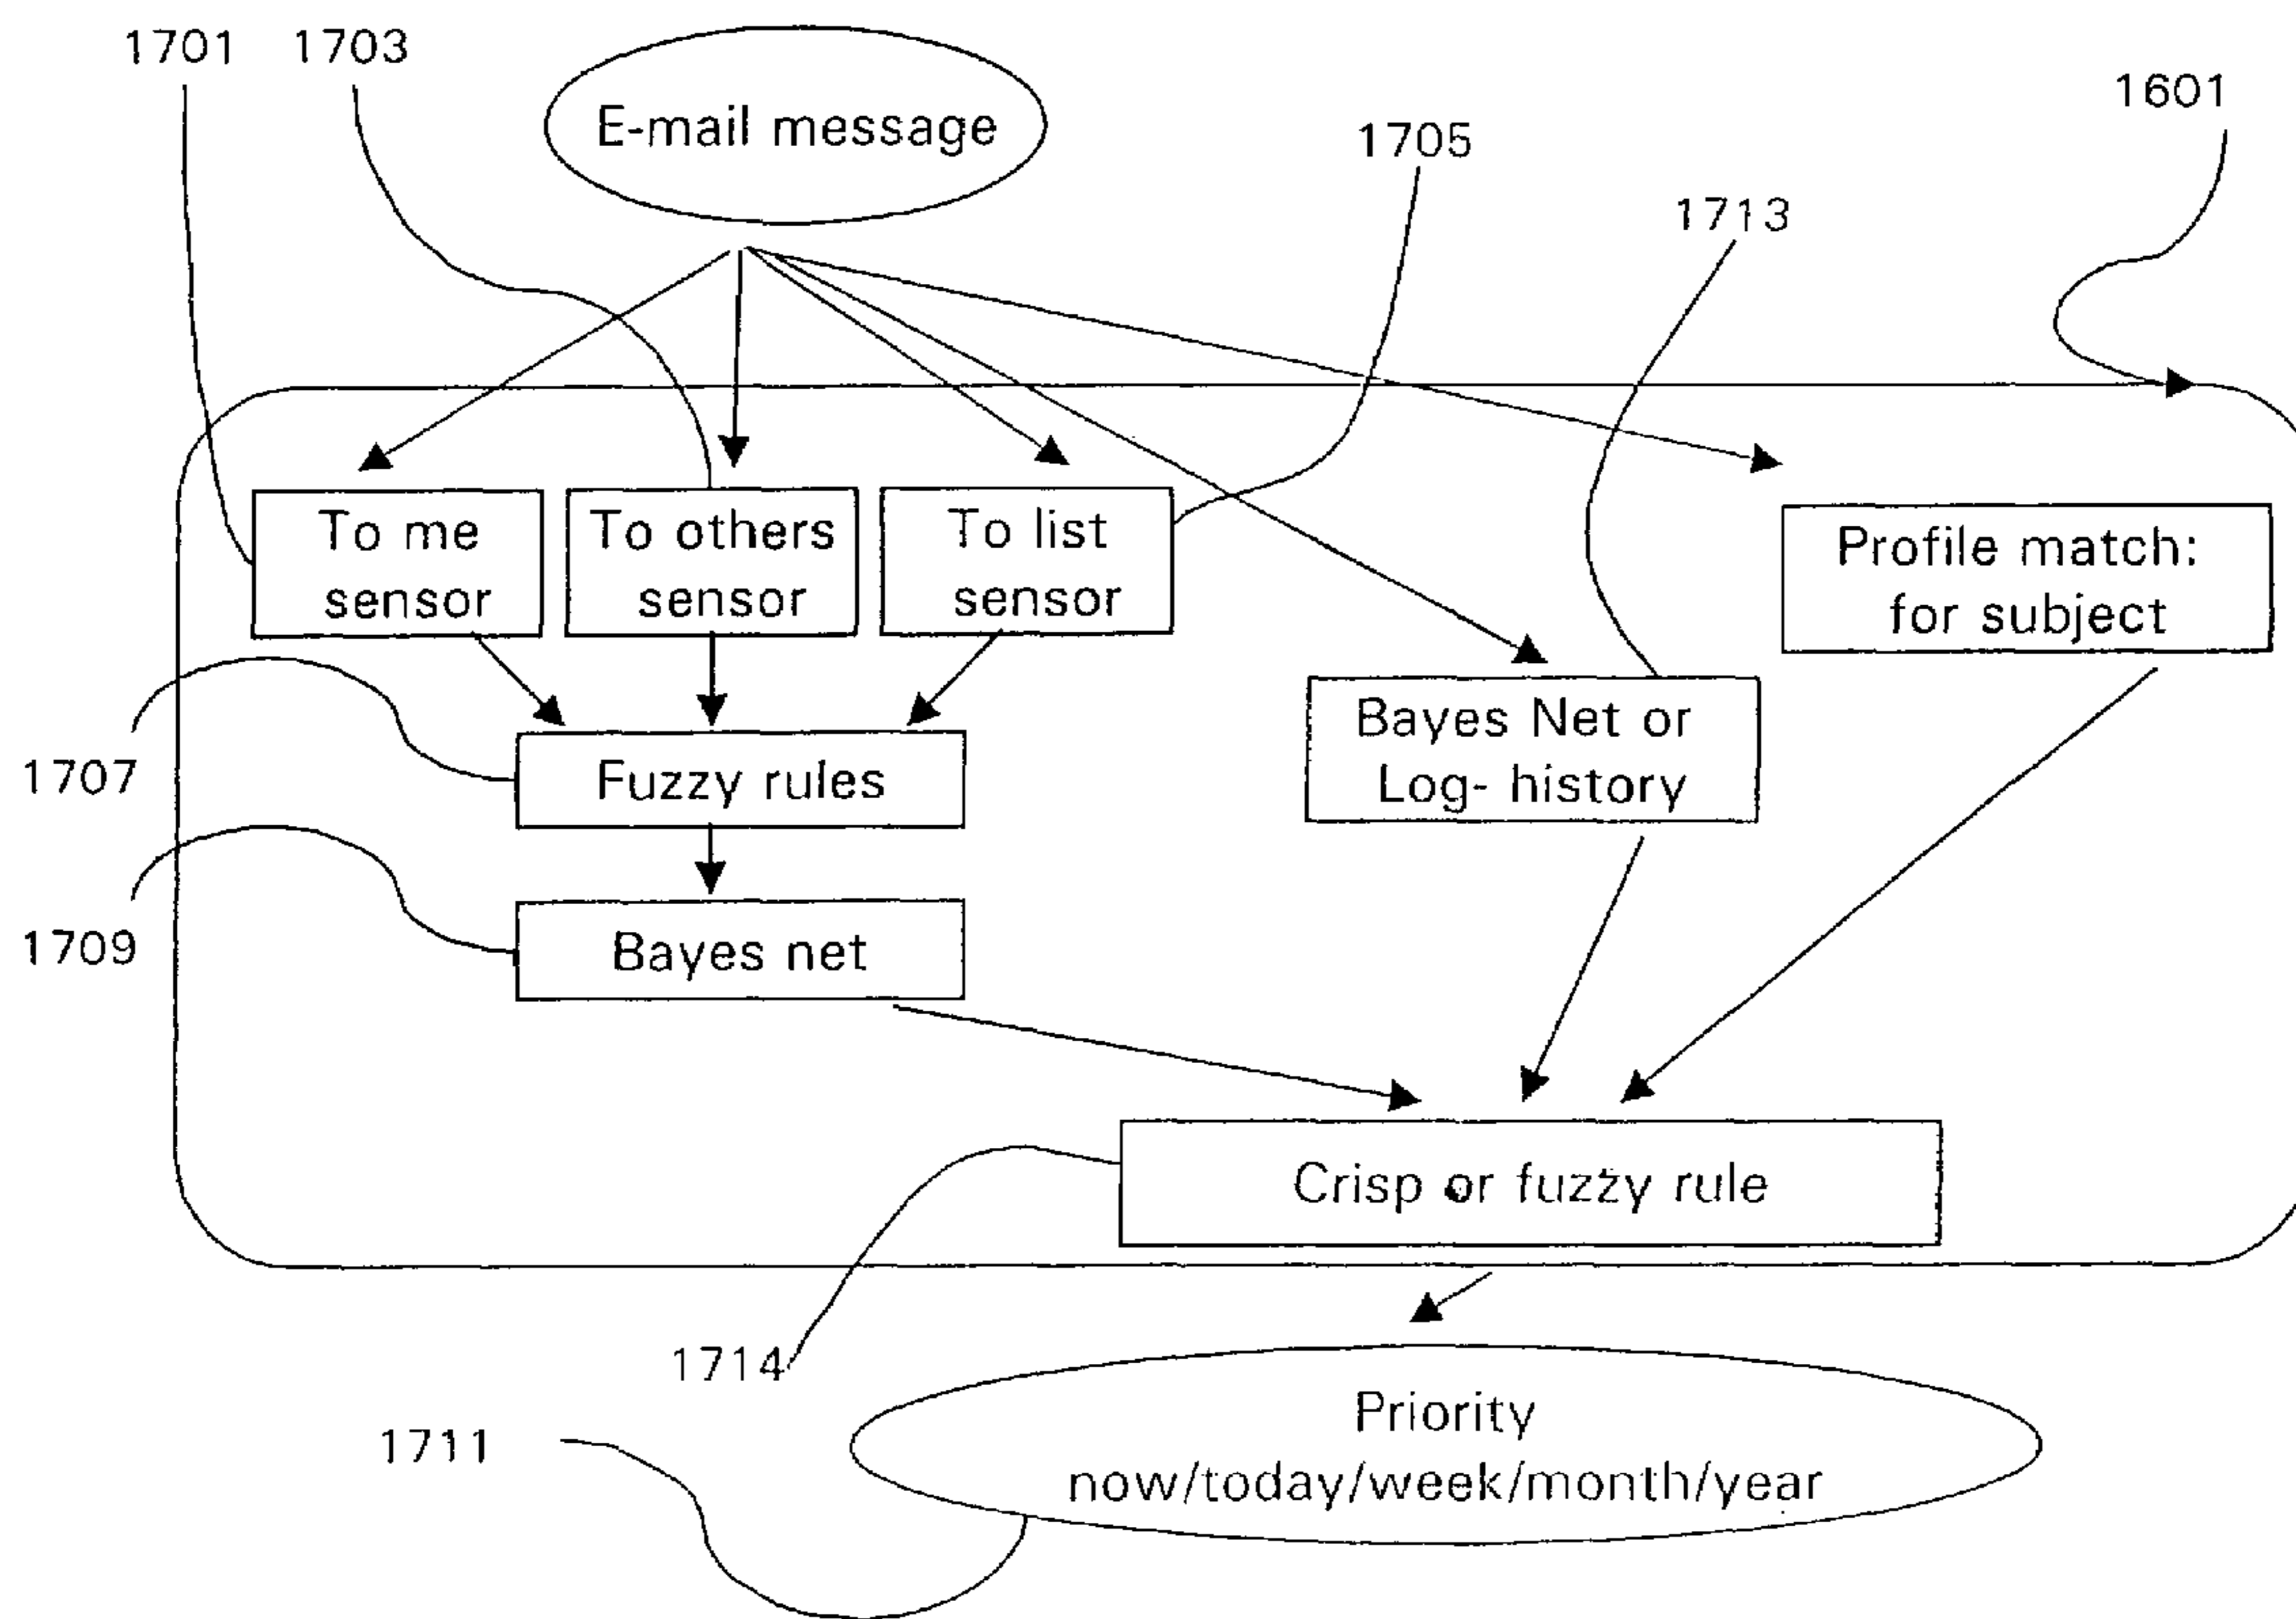 1701
1703
E-mail message
1601
1705
1713
To me
sensor
To others
sensor
To list
sensor
Profile match:
for subject
1707
Fuzzy rules
Bayes Net or
Log- history
1709
Bayes net
Crisp or fuzzy rule
1714
1711
Priority
now/today/week/month/year